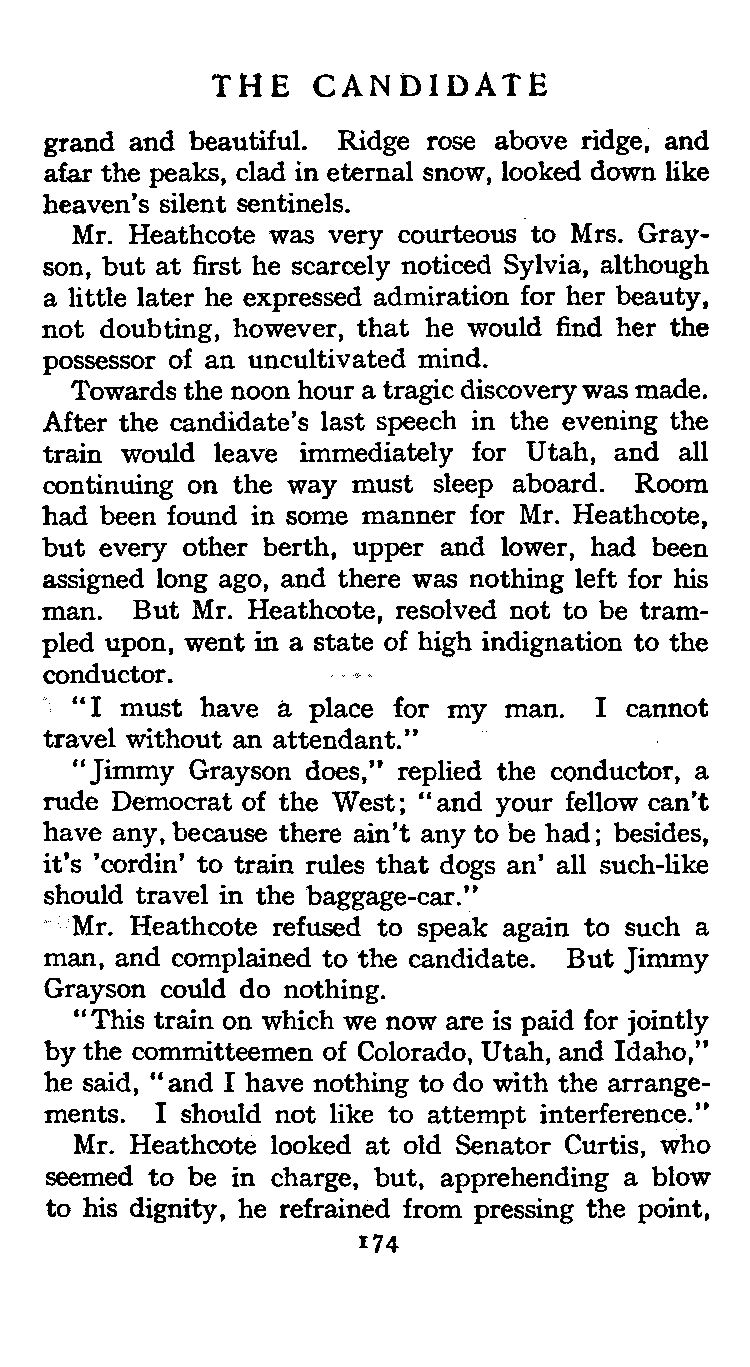 THE CANDIDATE
grand and beautiful. Ridge rose above ridge, and
afar the peaks, clad in eternal snow, looked down like
heaven's silent sentinels.
Mr. Heathcote was very courteous to Mrs. Gray-
son, but at first he scarcely noticed Sylvia, although
a little later he expressed admiration for her beauty,
not doubting, however, that he would find her the
possessor of an uncultivated mind.
Towards the noon hour a tragic discovery was made.
After the candidate's last speech in the evening the
train would leave immediately for Utah, and all
continuing on the way must sleep aboard. Room
had been found in some manner for Mr. Heathcote,
but every other berth, upper and lower, had been
assigned long ago, and there was nothing left for his
man. But Mr. Heathcote, resolved not to be tram-
pled upon, went in a state of high indignation to the
conductor.
"I must have a place for my man. I cannot
travel without an attendant."
"Jimmy Grayson does," replied the conductor, a
rude Democrat of the West; "and your fellow can't
have any, because there ain't any to be had; besides,
it's 'cordin' to train rules that dogs an' all such-like
should travel in the baggage-car."
Mr. Heathcote refused to speak again to such a
man, and complained to the candidate. But Jimmy
Grayson could do nothing.
"This train on which we now are is paid for jointly
by the committeemen of Colorado, Utah, and Idaho,"
he said, "and I have nothing to do with the arrange-
ments. I should not like to attempt interference."
Mr. Heathcote looked at old Senator Curtis, who
seemed to be in charge, but, apprehending a blow
to his dignity, he refrained from pressing the point,
174